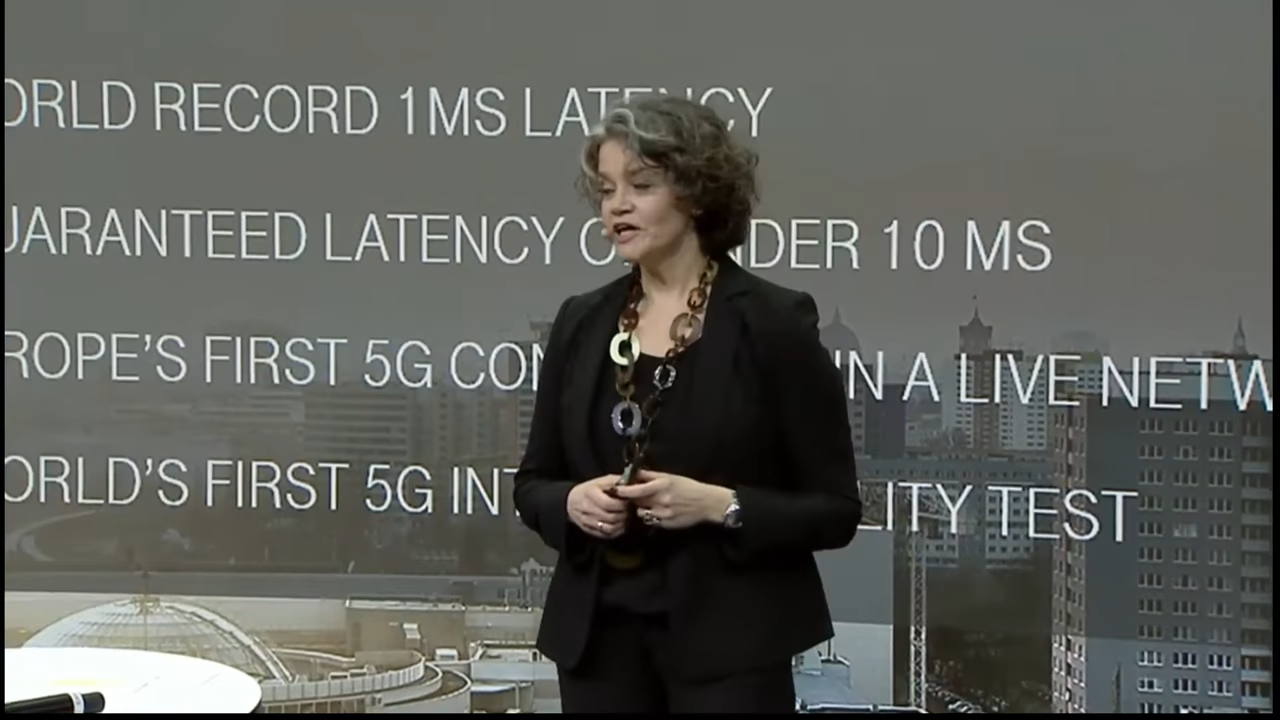 ORLD RECORD 1MS LATENCY
UARANTEED LATENCY O NDER 10 MS
ROPE'S FIRST 5G CON IN A LIVE NETW
ORLD'S FIRST 5G INT LITY TEST